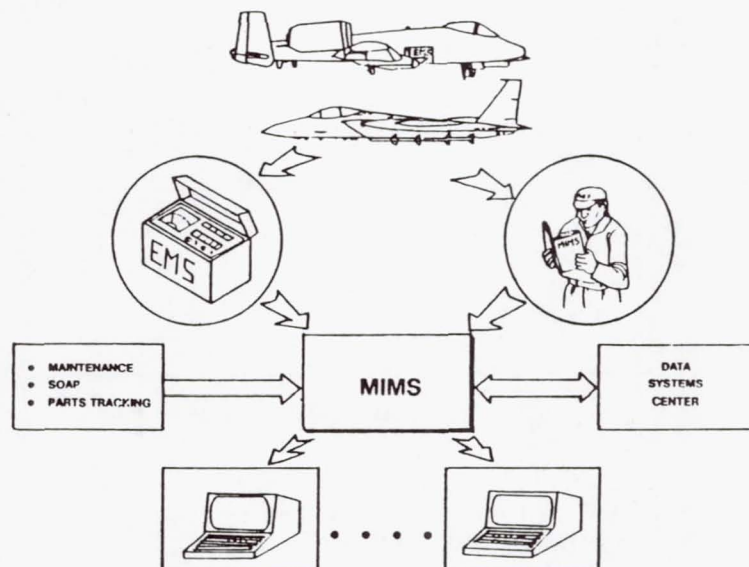 EMS
MIMS
• MAINTENANCE
• SOAP
• PARTS TRACKING
MIMS
DATA
SYSTEMS
CENTER